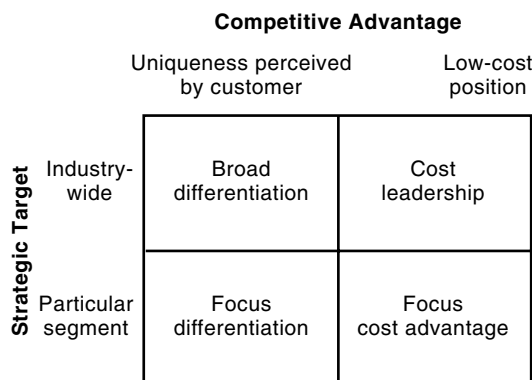 Competitive Advantage
Uniqueness perceived
by customer
Low-cost
position
Strategic Target
Industry-
wide
Broad
differentiation
Cost
leadership
Particular
segment
Focus
differentiation
Focus
cost advantage